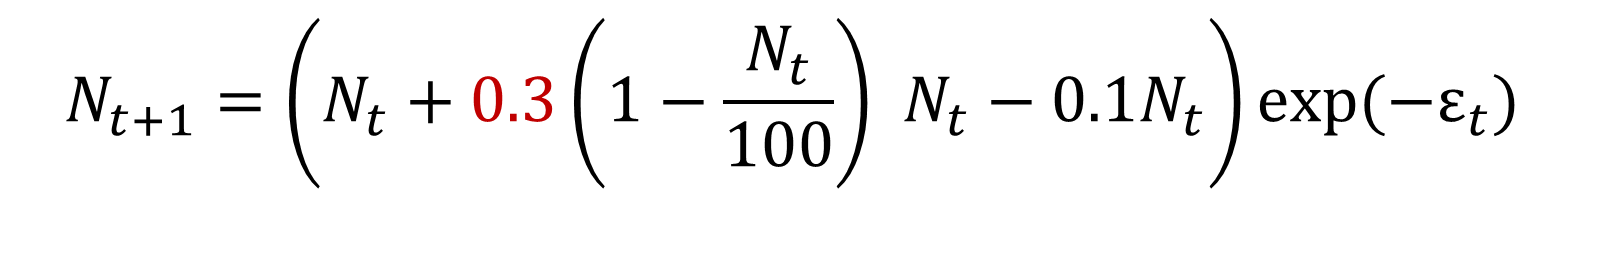 N_{t+1} = (N_t + 0.3 (1 − N_t/100) N_t − 0.1N_t) exp(−ε_t)